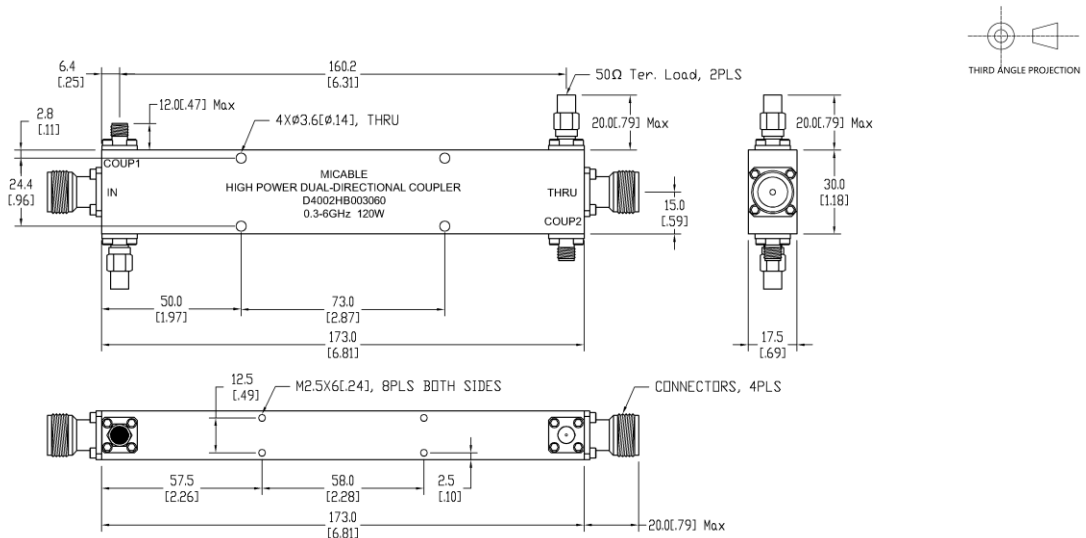 THIRD ANGLE PROJECTION
6.4
[.25]
160.2
[6.31]
50Ω Ter. Load, 2PLS
12.0[.47] Max
2.8
[.11]
4XØ3.6[Ø.14], THRU
20.0[.79] Max
20.0[.79] Max
COUP1
MICABLE
HIGH POWER DUAL-DIRECTIONAL COUPLER
D4002HB003060
0.3-6GHz 120W
IN
THRU
COUP2
24.4
[.96]
15.0
[.59]
30.0
[1.18]
50.0
[1.97]
73.0
[2.87]
173.0
[6.81]
17.5
[.69]
12.5
[.49]
M2.5X6[.24], 8PLS BOTH SIDES
CONNECTORS, 4PLS
57.5
[2.26]
58.0
[2.28]
2.5
[.10]
173.0
[6.81]
20.0[.79] Max